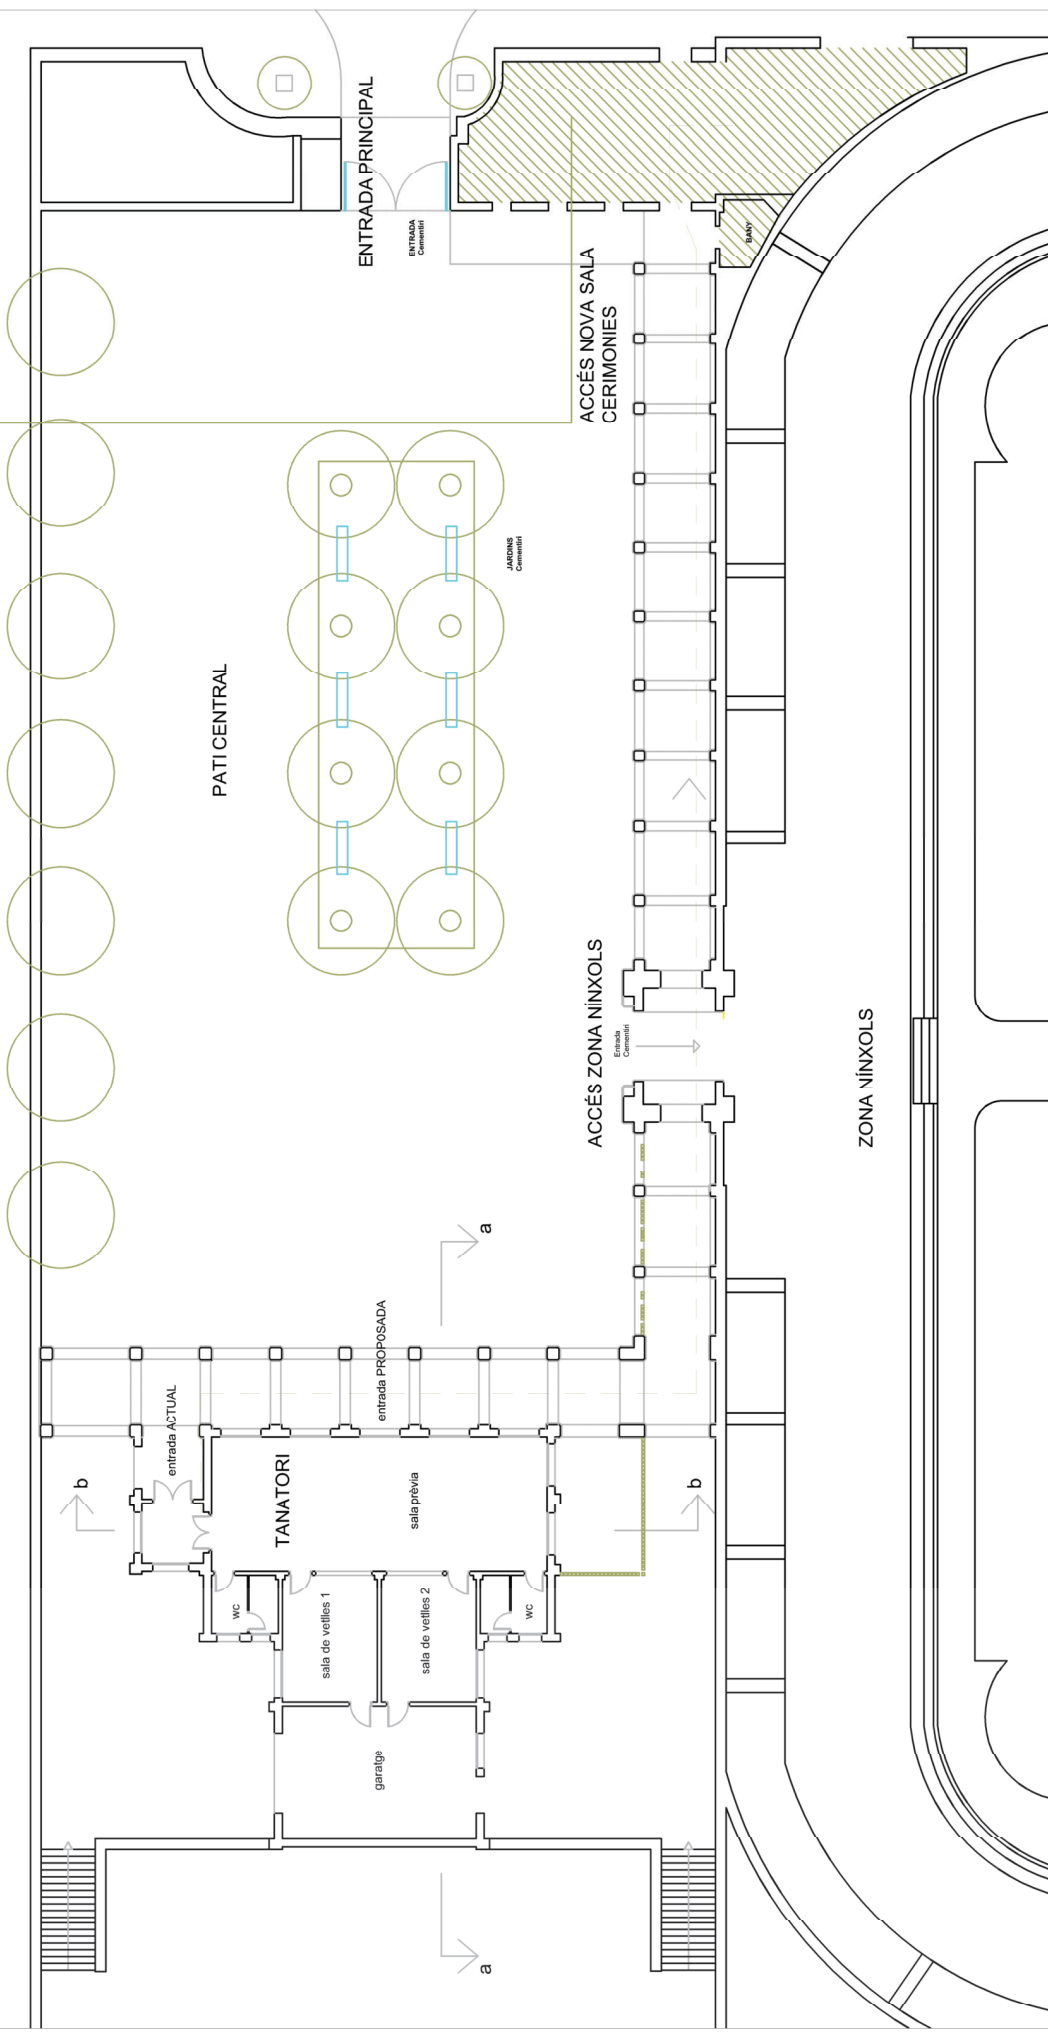 ENTRADA PRINCIPAL
ENTRADA
Cementiri
BANY
ACCÉS NOVA SALA
CERIMONIES
JARDINS
Cementiri
PATI CENTRAL
ACCÉS ZONA NÍNXOLS
Entrada
Cementiri
ZONA NÍNXOLS
a
entrada PROPOSADA
entrada ACTUAL
b
TANATORI
sala prèvia
b
WC
sala de vetlles 1
sala de vetlles 2
WC
garatge
a